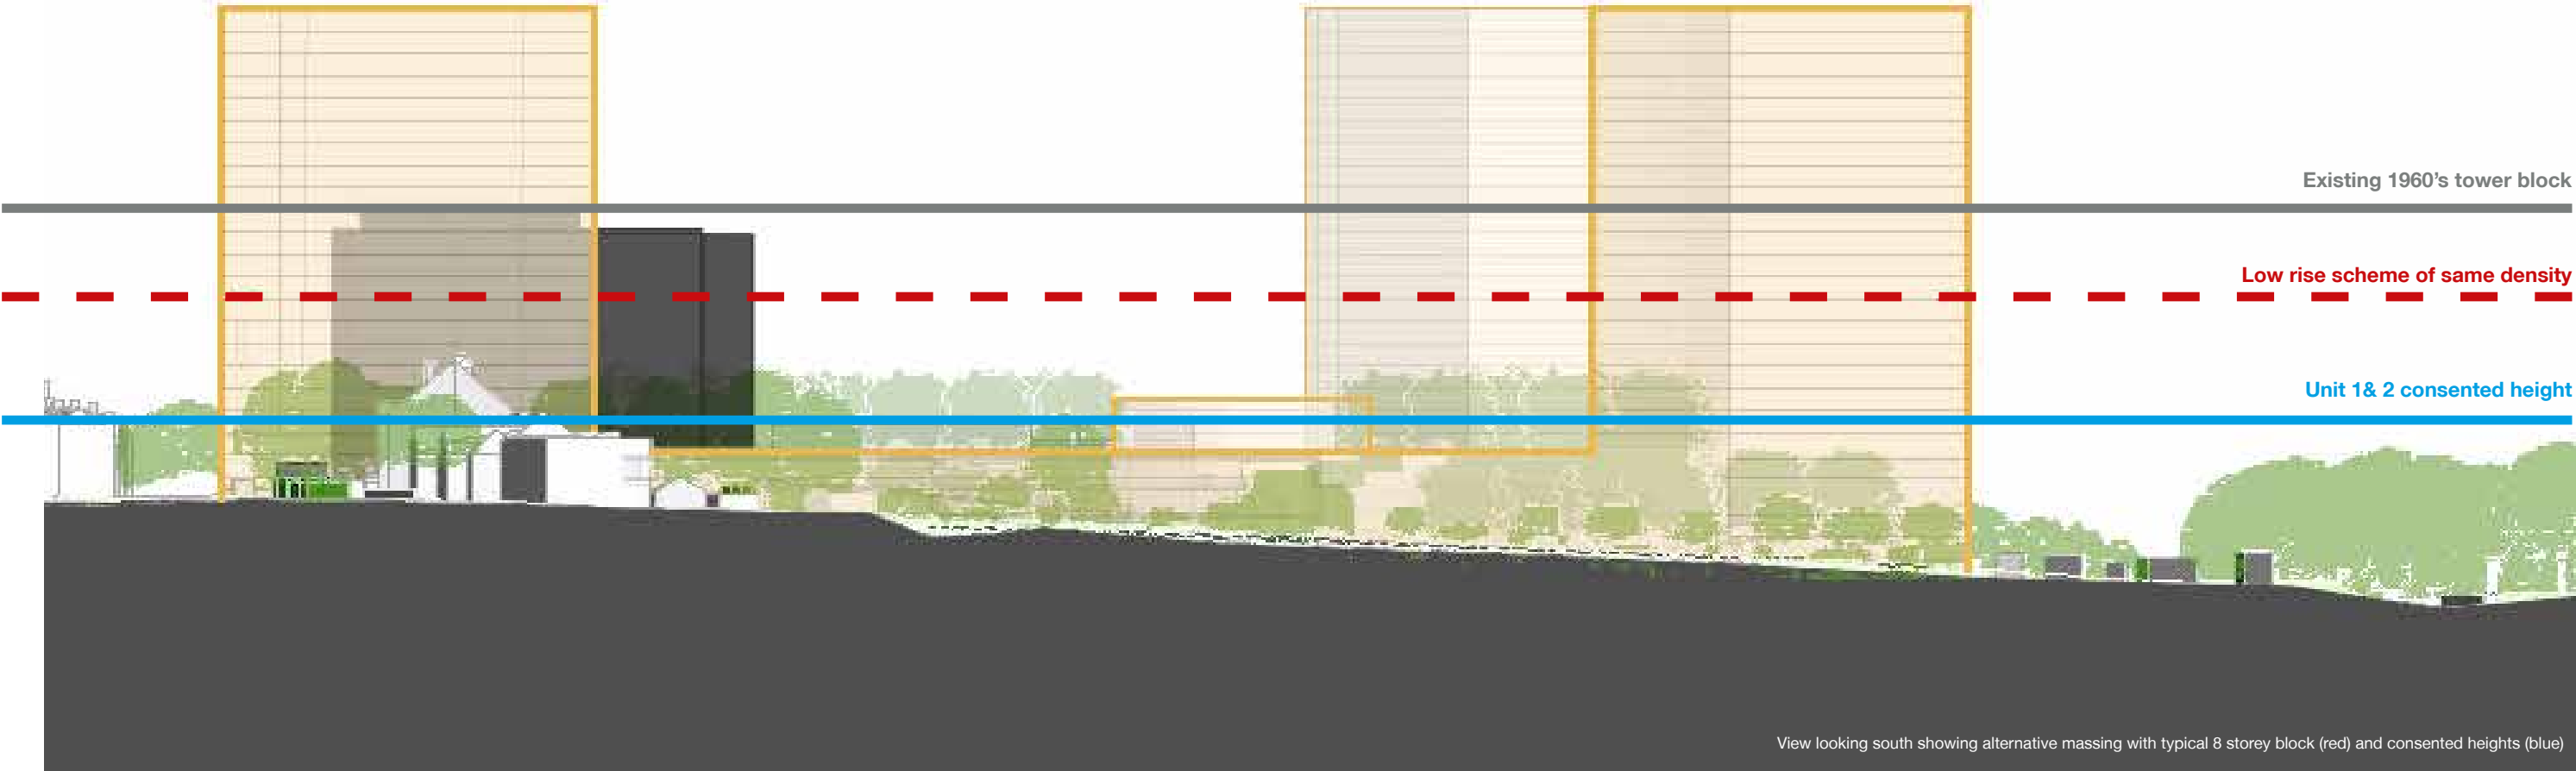 Existing 1960's tower block
Low rise scheme of same density
Unit 1& 2 consented height
View looking south showing alternative massing with typical 8 storey block (red) and consented heights (blue)